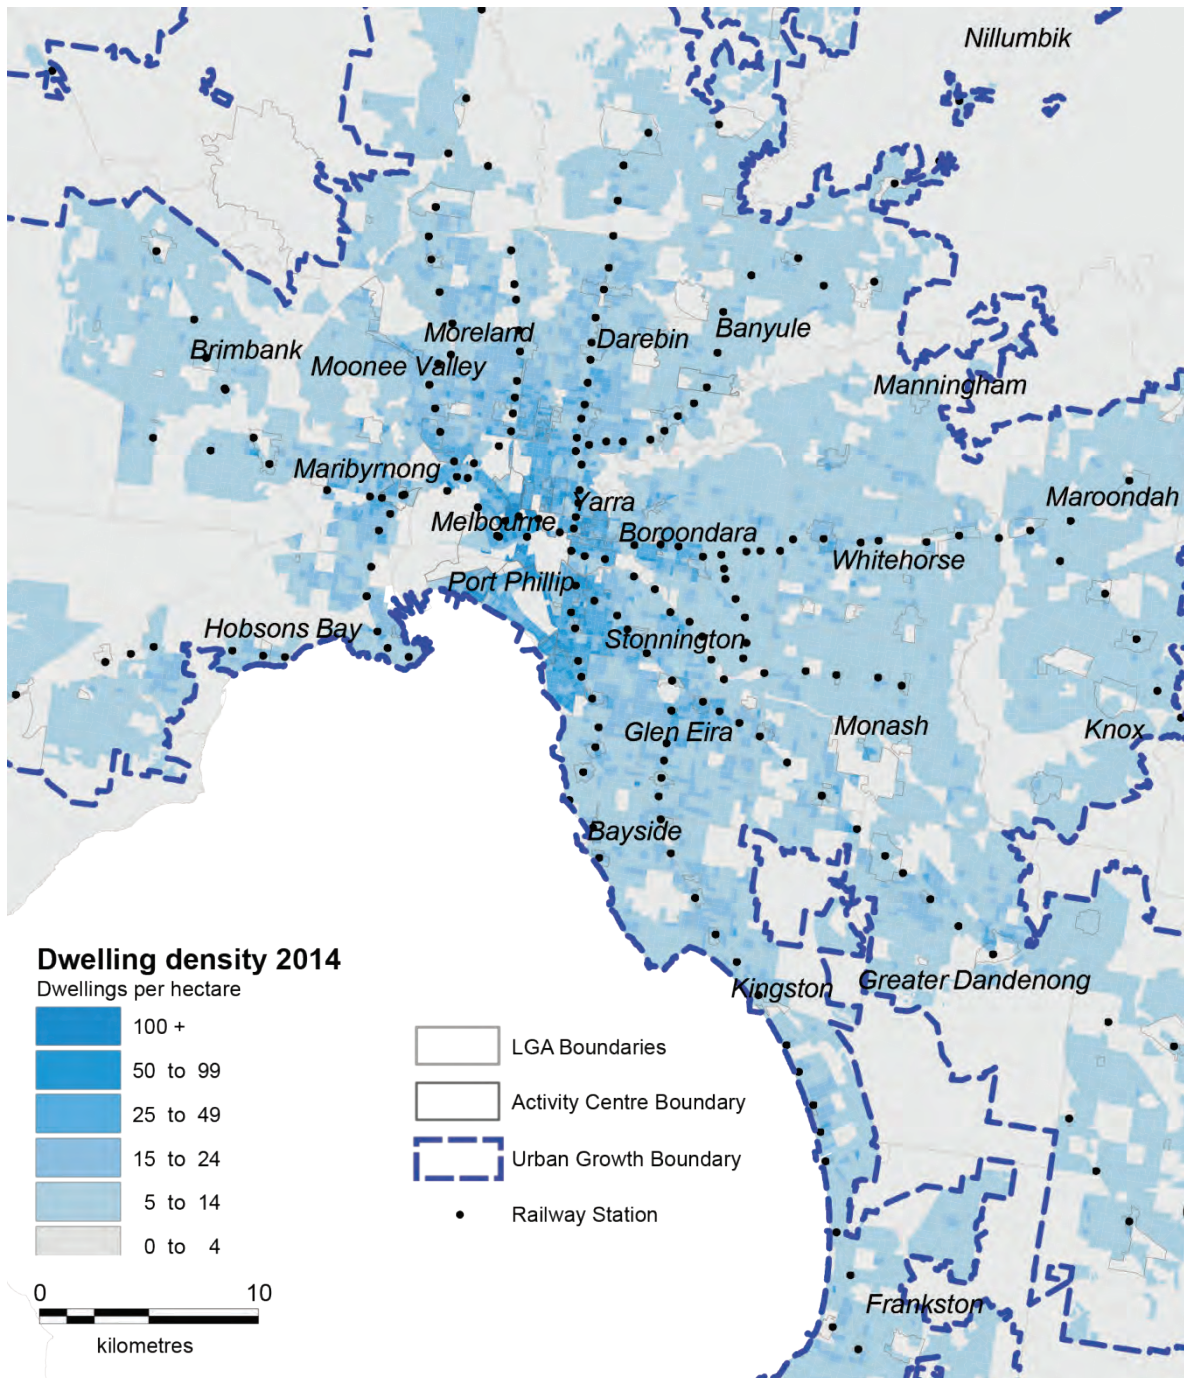 Nillumbik
Moreland
Darebin
Banyule
Brimbank
Moonee Valley
Manningham
Maribyrnong
Maroondah
Yarra
Melbourne
Boroondara
Whitehorse
Port Phillip
Hobsons Bay
Stonnington
Glen Eira
Monash
Knox
Bayside
Kingston
Greater Dandenong
Frankston
Dwelling density 2014
Dwellings per hectare
100 +
50 to 99
25 to 49
15 to 24
5 to 14
0 to 4
LGA Boundaries
Activity Centre Boundary
Urban Growth Boundary
Railway Station
0 10
kilometres